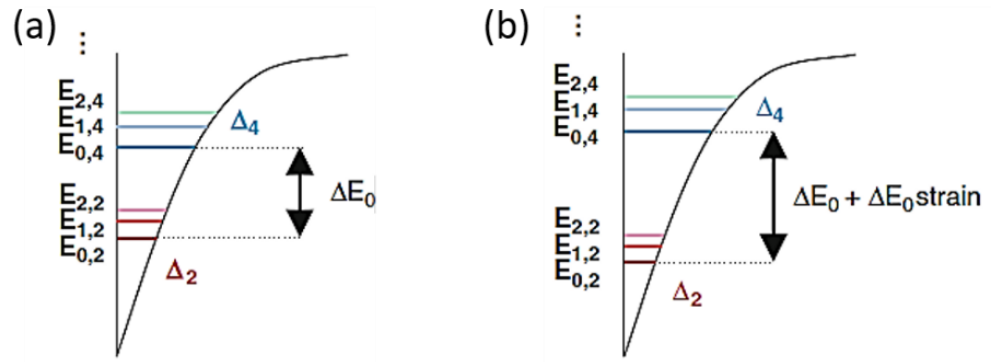 (a)
⋮
E2,4
E1,4
E0,4
Δ4
ΔE0
E2,2
E1,2
E0,2
Δ2
(b)
⋮
E2,4
E1,4
E0,4
Δ4
ΔE0 + ΔE0strain
E2,2
E1,2
E0,2
Δ2